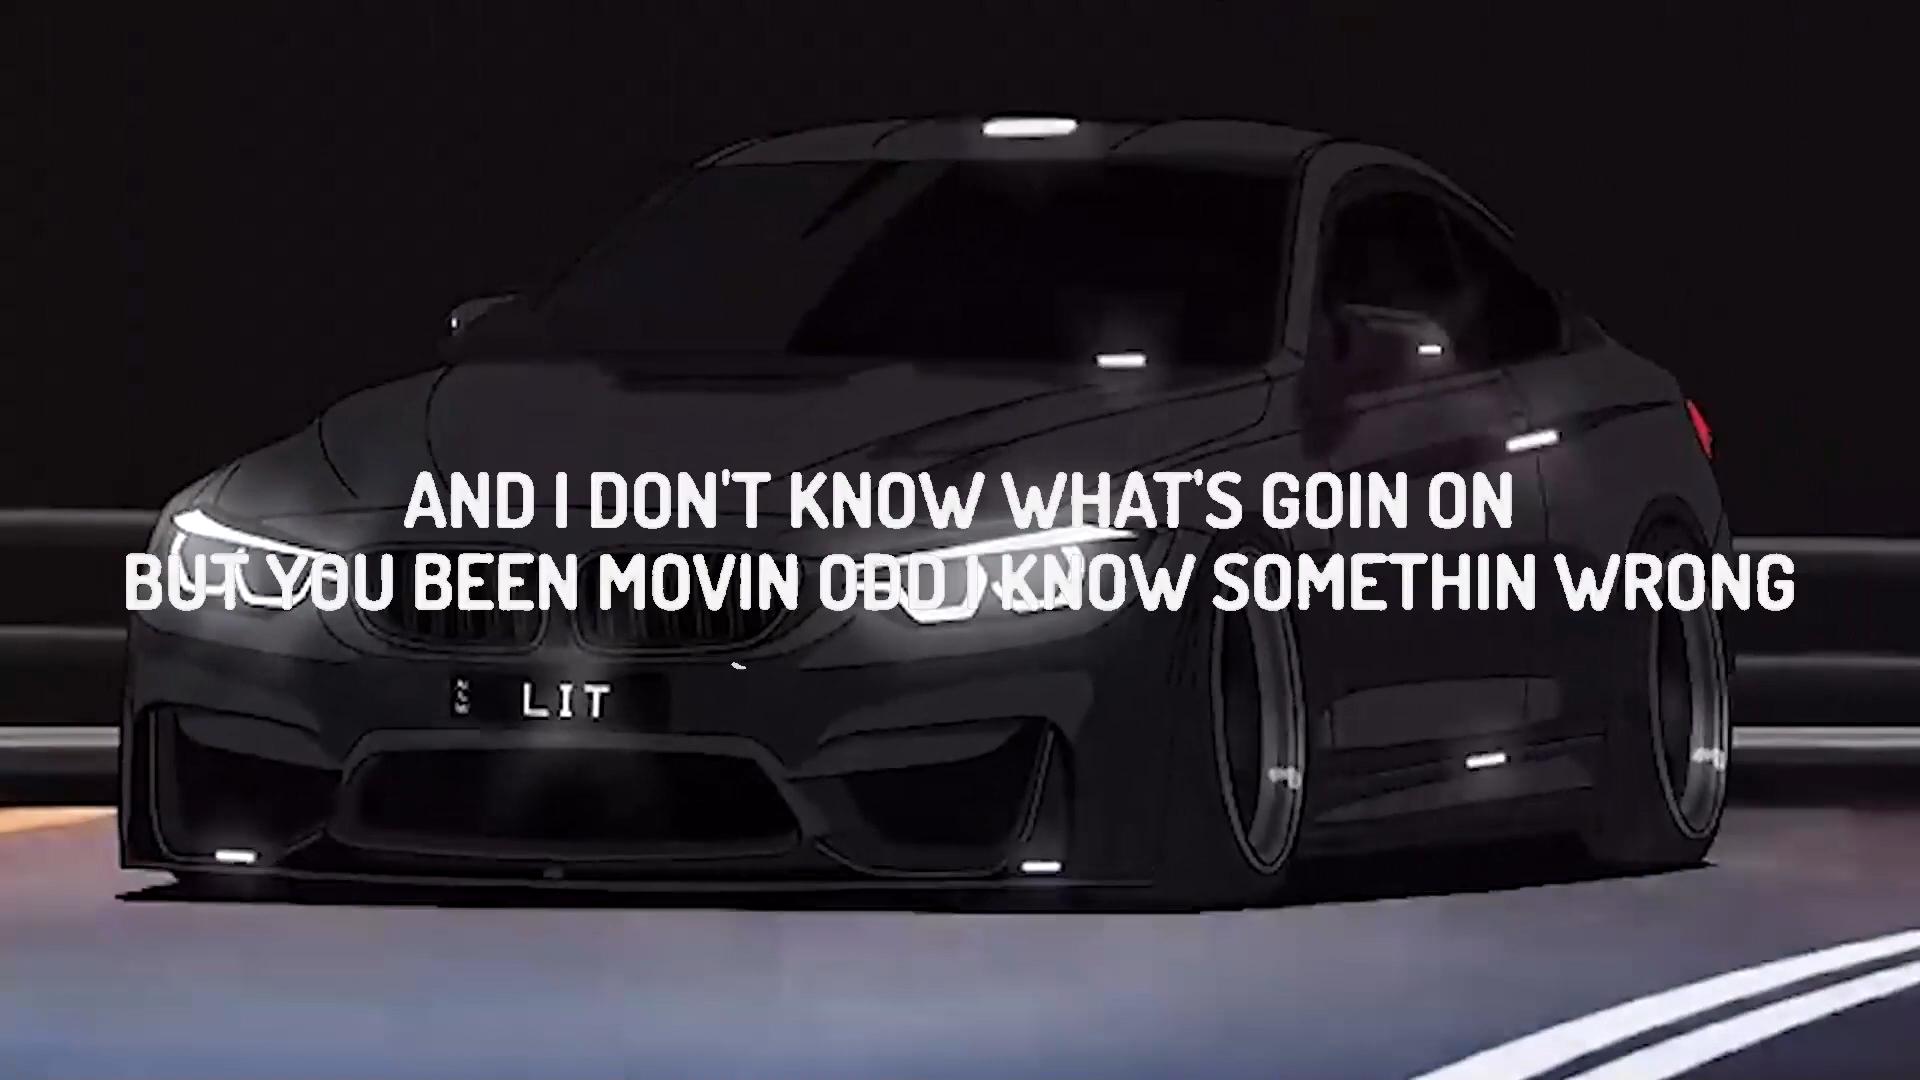 AND I DON'T KNOW WHAT'S GOIN ON
BUT YOU BEEN MOVIN ODD I KNOW SOMETHIN WRONG
LIT